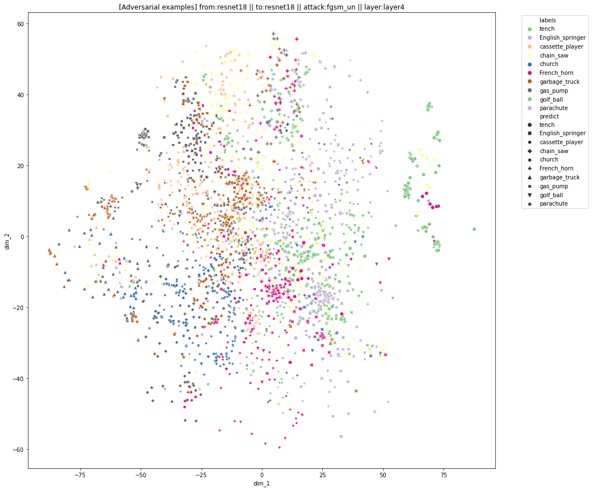 [Adversarial examples] from:resnet18 || to:resnet18 || attack:fgsm_un || layer:layer4
60
40
20
0
−20
−40
−60
dim_2
−75
−50
−25
0
25
50
75
dim_1
labels
tench
English_springer
cassette_player
chain_saw
church
French_horn
garbage_truck
gas_pump
golf_ball
parachute
predict
tench
English_springer
cassette_player
chain_saw
church
French_horn
garbage_truck
gas_pump
golf_ball
parachute